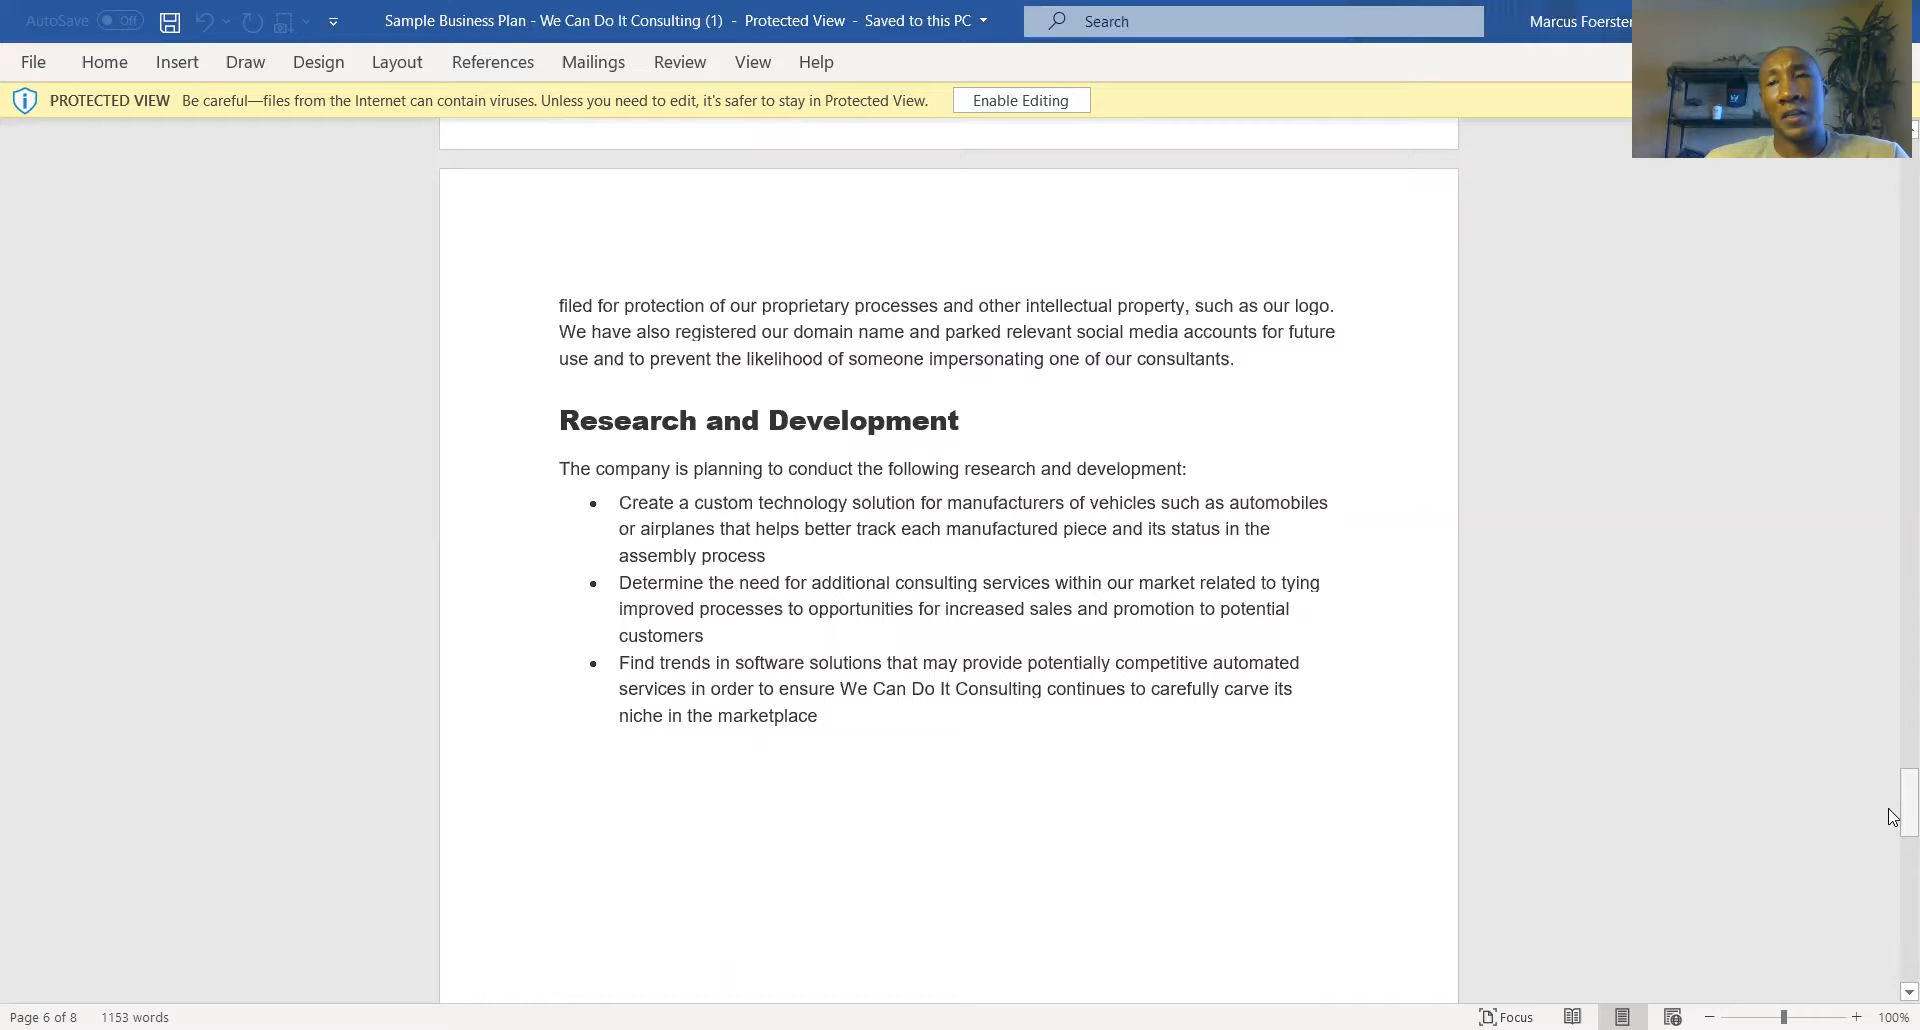 AutoSave Off Sample Business Plan - We Can Do It Consulting (1) - Protected View - Saved to this PC Search Marcus Foerster
File Home Insert Draw Design Layout References Mailings Review View Help
PROTECTED VIEW Be careful—files from the Internet can contain viruses. Unless you need to edit, it's safer to stay in Protected View. Enable Editing
filed for protection of our proprietary processes and other intellectual property, such as our logo.
We have also registered our domain name and parked relevant social media accounts for future
use and to prevent the likelihood of someone impersonating one of our consultants.
Research and Development
The company is planning to conduct the following research and development:
• Create a custom technology solution for manufacturers of vehicles such as automobiles
or airplanes that helps better track each manufactured piece and its status in the
assembly process
• Determine the need for additional consulting services within our market related to tying
improved processes to opportunities for increased sales and promotion to potential
customers
• Find trends in software solutions that may provide potentially competitive automated
services in order to ensure We Can Do It Consulting continues to carefully carve its
niche in the marketplace
Page 6 of 8 1153 words Focus 100%